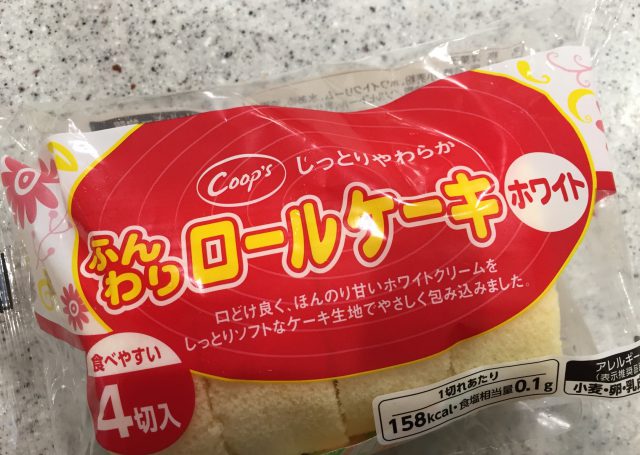 Coop's
しっとりやわらか
ふんわり
ロールケーキ
ホワイト
口どけ良く、ほんのり甘いホワイトクリームを
しっとりソフトなケーキ生地でやさしく包み込みました。
食べやすい
4切入
1切れあたり
158kcal・食塩相当量0.1g
アレルギー
(表示推奨品
小麦・卵・乳